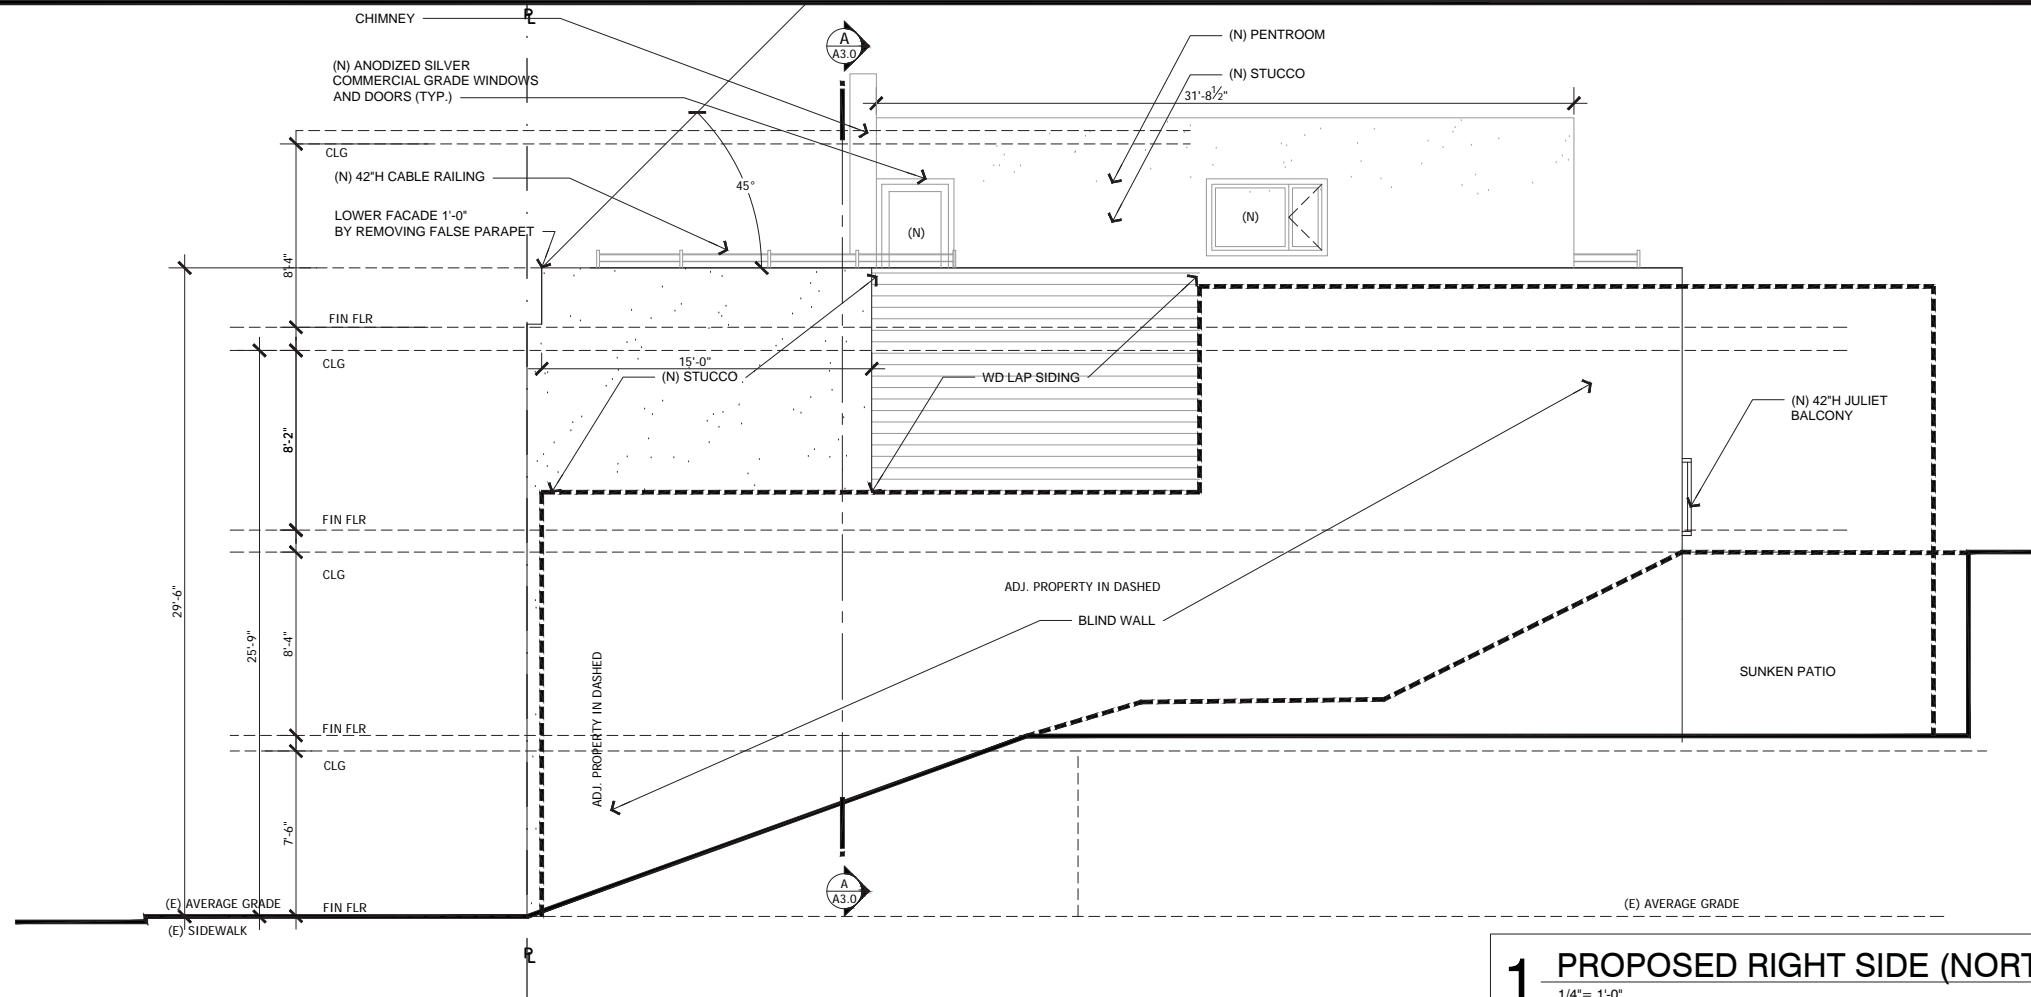 CHIMNEY
PL
A
A3.0
(N) PENTROOM
(N) ANODIZED SILVER
COMMERCIAL GRADE WINDOWS
AND DOORS (TYP.)
(N) STUCCO
31'-8½"
CLG
(N) 42"H CABLE RAILING
45°
LOWER FACADE 1'-0"
BY REMOVING FALSE PARAPET
(N)
(N)
8'-4"
FIN FLR
CLG
15'-0"
(N) STUCCO
WD LAP SIDING
(N) 42"H JULIET
BALCONY
8'-2"
FIN FLR
CLG
ADJ. PROPERTY IN DASHED
29'-6"
BLIND WALL
25'-9"
8'-4"
ADJ. PROPERTY IN DASHED
SUNKEN PATIO
FIN FLR
CLG
7'-6"
A
A3.0
(E) AVERAGE GRADE
FIN FLR
(E) AVERAGE GRADE
(E) SIDEWALK
PL
1 PROPOSED RIGHT SIDE (NORT
1/4"= 1'-0"